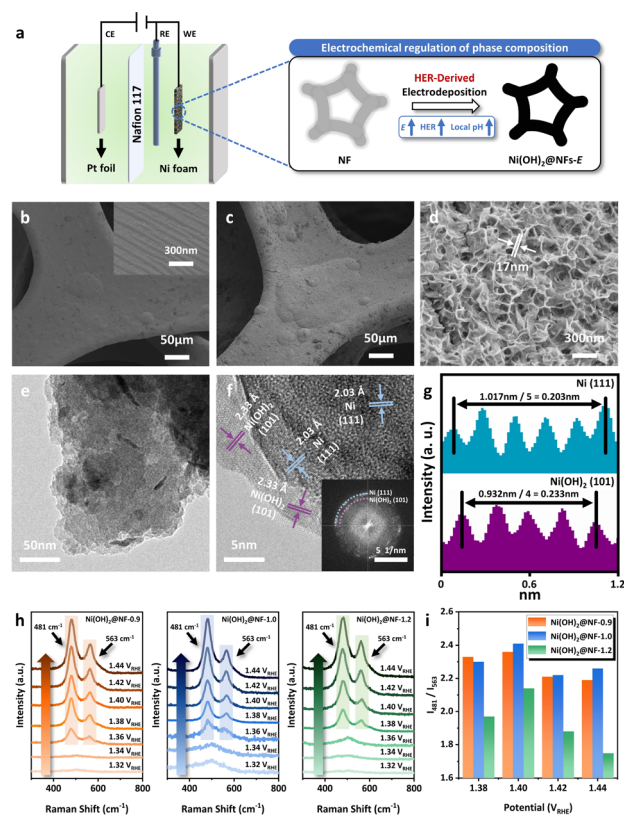 a
CE
RE
WE
Nafion 117
Pt foil
Ni foam
Electrochemical regulation of phase composition
HER-Derived
Electrodeposition
E HER Local pH
NF
Ni(OH)2@NFs-E
b
300nm
50μm
c
50μm
d
17nm
300nm
e
50nm
f
2.33 Å
Ni(OH)2
(101)
2.03 Å
Ni
(111)
2.03 Å
Ni
(111)
2.33 Å
Ni(OH)2
(101)
Ni (111)
Ni(OH)2 (101)
5 1/nm
5nm
g
Intensity (a. u.)
Ni (111)
1.017nm / 5 = 0.203nm
Ni(OH)2 (101)
0.932nm / 4 = 0.233nm
0.0 0.6 1.2
nm
h
Intensity (a.u.)
Ni(OH)2@NF-0.9
481 cm-1
563 cm-1
1.44 VRHE
1.42 VRHE
1.40 VRHE
1.38 VRHE
1.36 VRHE
1.34 VRHE
1.32 VRHE
400 600 800
Raman Shift (cm-1)
Intensity (a.u.)
Ni(OH)2@NF-1.0
481 cm-1
563 cm-1
1.44 VRHE
1.42 VRHE
1.40 VRHE
1.38 VRHE
1.36 VRHE
1.34 VRHE
1.32 VRHE
400 600 800
Raman Shift (cm-1)
Intensity (a.u.)
Ni(OH)2@NF-1.2
481 cm-1
563 cm-1
1.44 VRHE
1.42 VRHE
1.40 VRHE
1.38 VRHE
1.36 VRHE
1.34 VRHE
1.32 VRHE
400 600 800
Raman Shift (cm-1)
i
Ni(OH)2@NF-0.9
Ni(OH)2@NF-1.0
Ni(OH)2@NF-1.2
I481 / I563
2.6
2.4
2.2
2.0
1.8
1.6
1.38 1.40 1.42 1.44
Potential (VRHE)